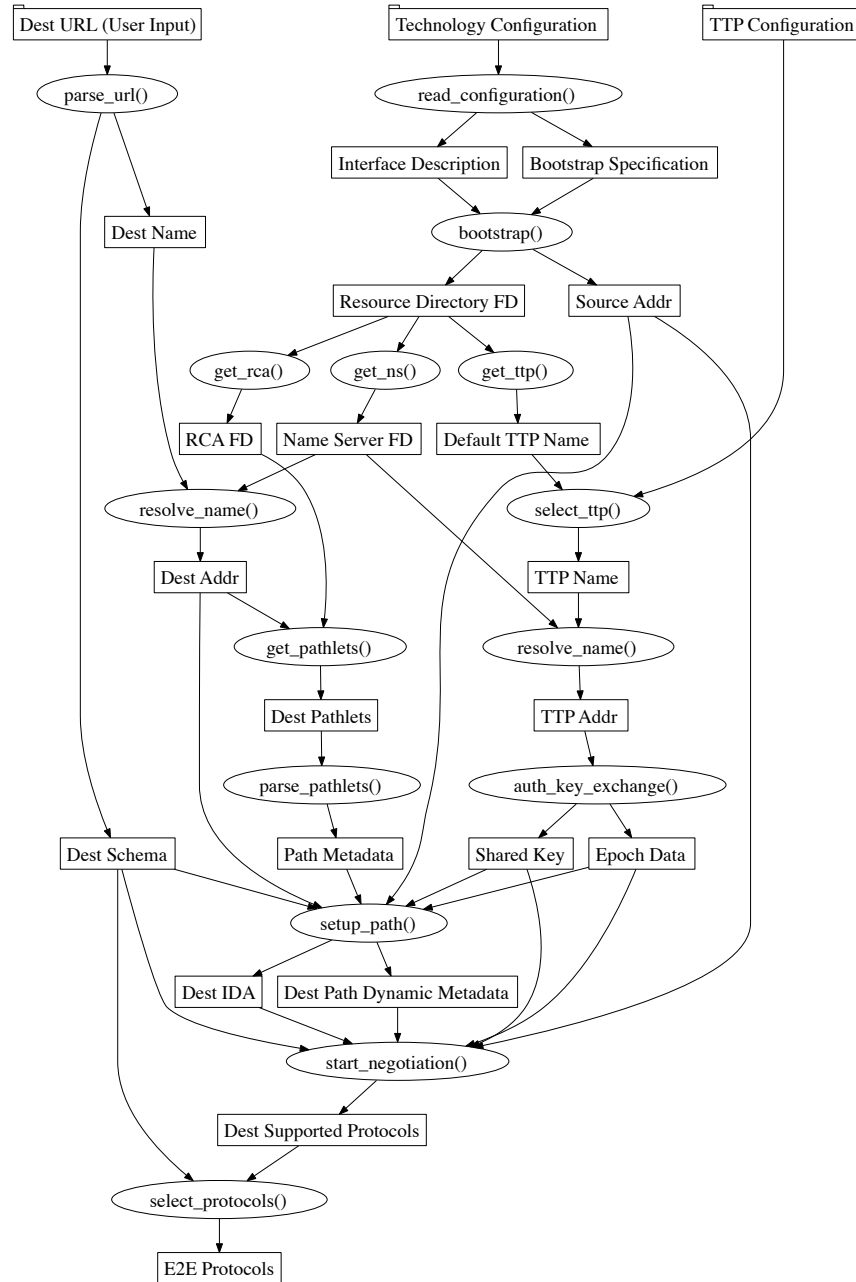 Dest URL (User Input)
Technology Configuration
TTP Configuration
parse_url()
read_configuration()
Interface Description
Bootstrap Specification
Dest Name
bootstrap()
Resource Directory FD
Source Addr
get_rca()
get_ns()
get_ttp()
RCA FD
Name Server FD
Default TTP Name
resolve_name()
select_ttp()
Dest Addr
TTP Name
get_pathlets()
resolve_name()
Dest Pathlets
TTP Addr
parse_pathlets()
auth_key_exchange()
Dest Schema
Path Metadata
Shared Key
Epoch Data
setup_path()
Dest IDA
Dest Path Dynamic Metadata
start_negotiation()
Dest Supported Protocols
select_protocols()
E2E Protocols